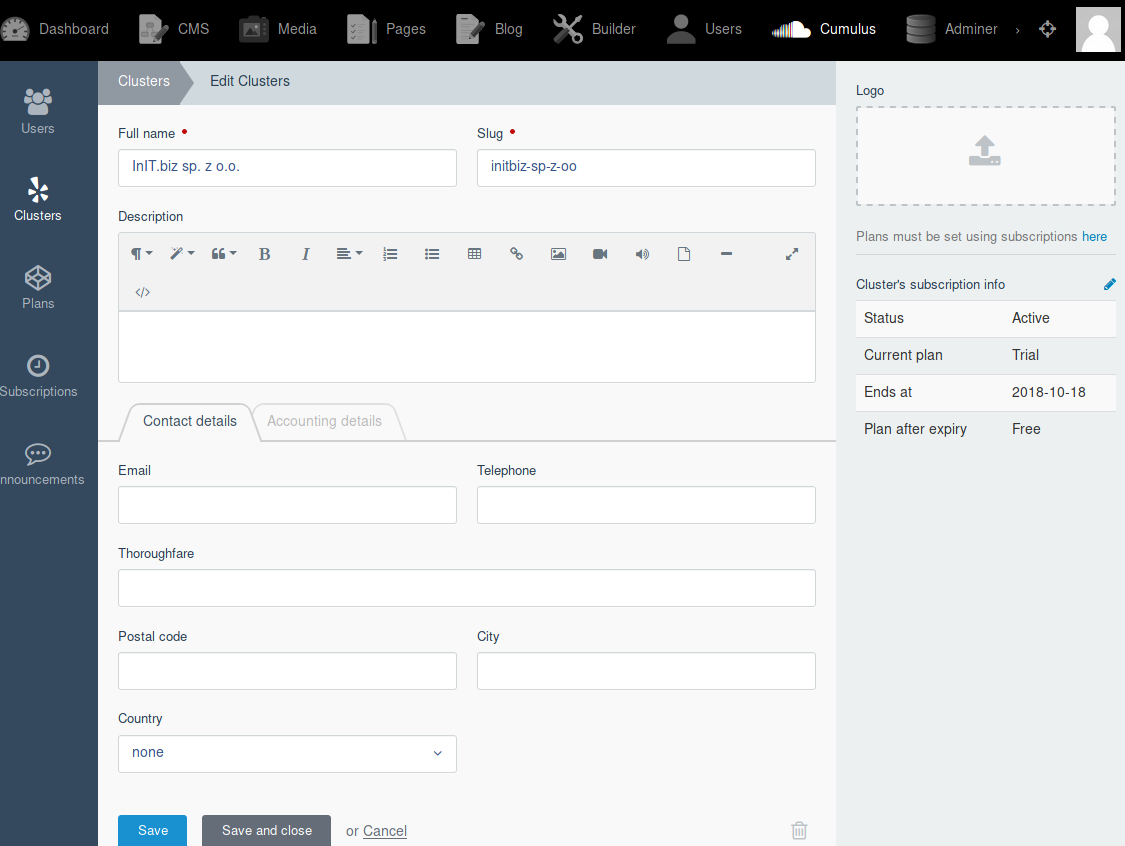 Dashboard CMS Media Pages Blog Builder Users Cumulus Adminer
Users
Clusters
Plans
Subscriptions
nnouncements
Clusters Edit Clusters
Full name Slug
InIT.biz sp. z o.o. initbiz-sp-z-oo
Description
B I
</>
Contact details Accounting details
Email Telephone
Thoroughfare
Postal code City
Country
none
Save Save and close or Cancel
Logo
Plans must be set using subscriptions here
Cluster's subscription info
Status Active
Current plan Trial
Ends at 2018-10-18
Plan after expiry Free